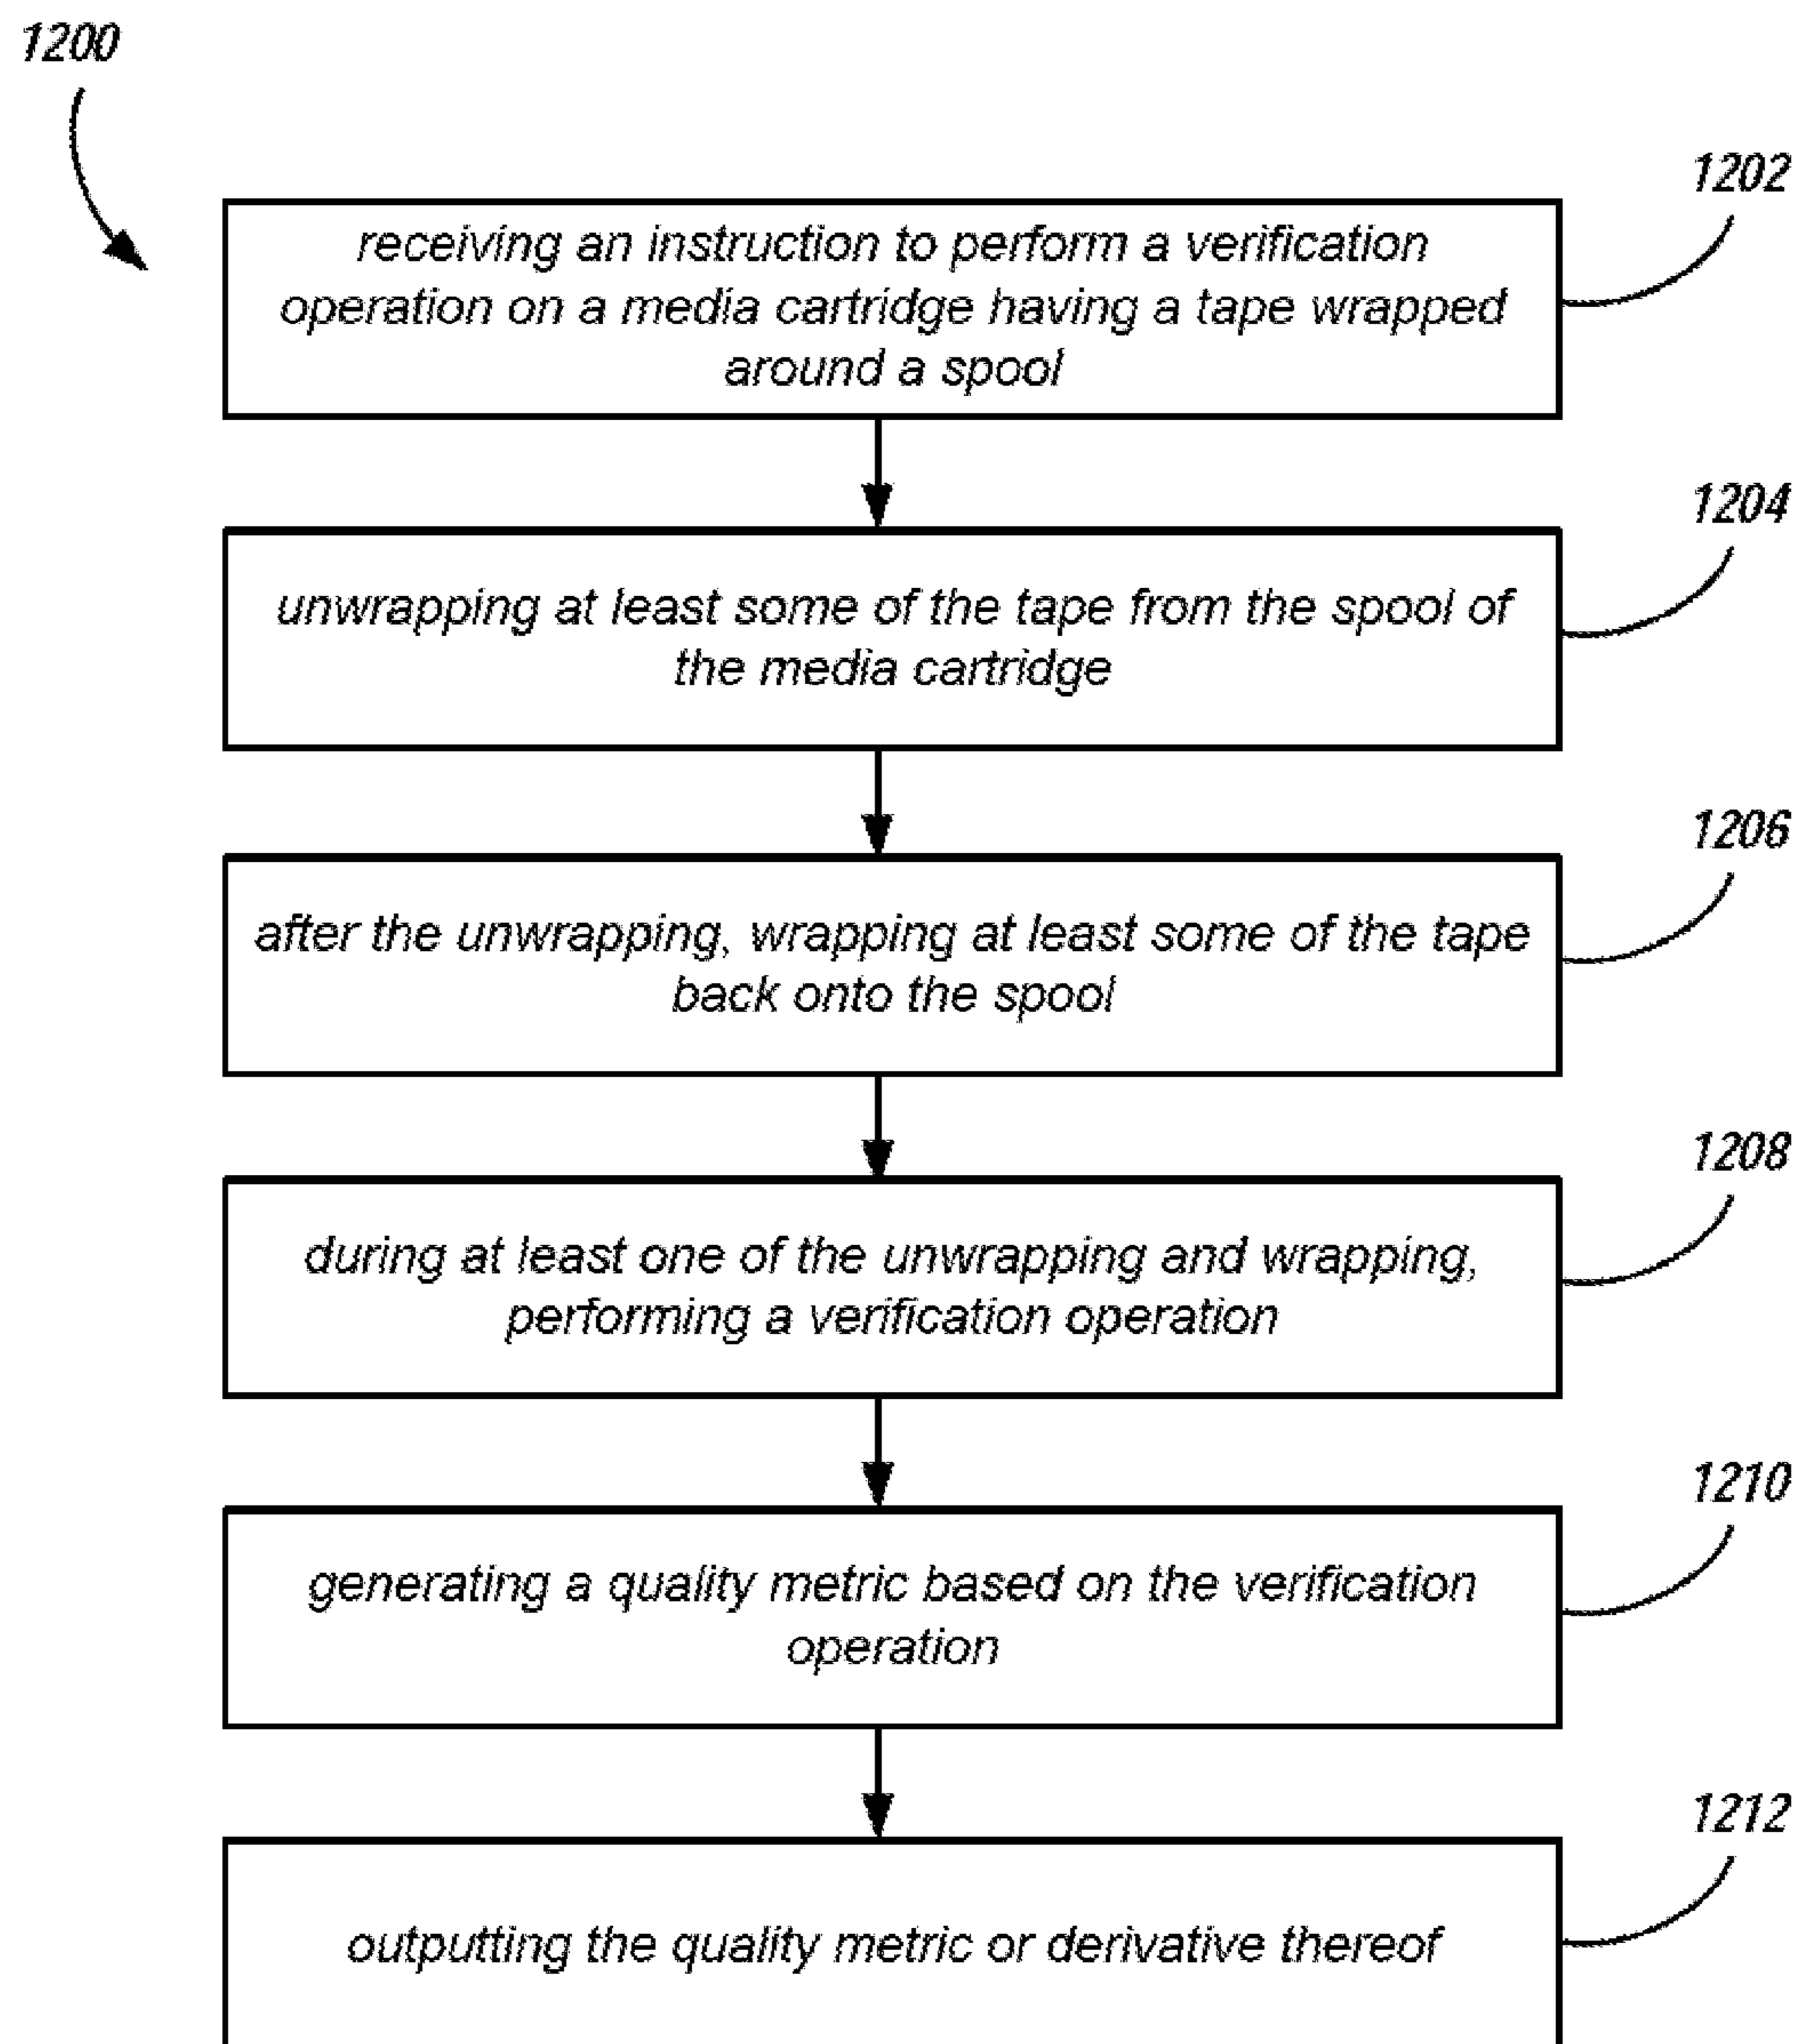 1200
1202
receiving an instruction to perform a verification
operation on a media cartridge having a tape wrapped
around a spool
1204
unwrapping at least some of the tape from the spool of
the media cartridge
1206
after the unwrapping, wrapping at least some of the tape
back onto the spool
1208
during at least one of the unwrapping and wrapping,
performing a verification operation
1210
generating a quality metric based on the verification
operation
1212
outputting the quality metric or derivative thereof